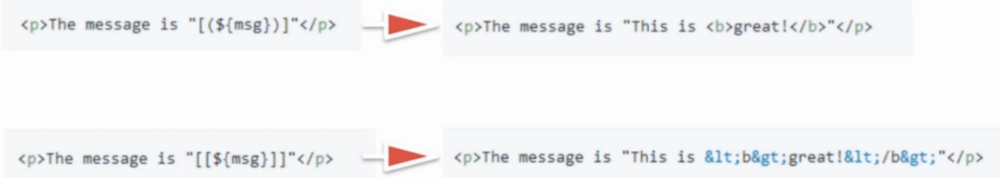 <p>The message is "[(${msg})]"</p>
<p>The message is "This is <b>great!</b>"</p>
<p>The message is "[[${msg}]]"</p>
<p>The message is "This is &lt;b&gt;great!&lt;/b&gt;"</p>